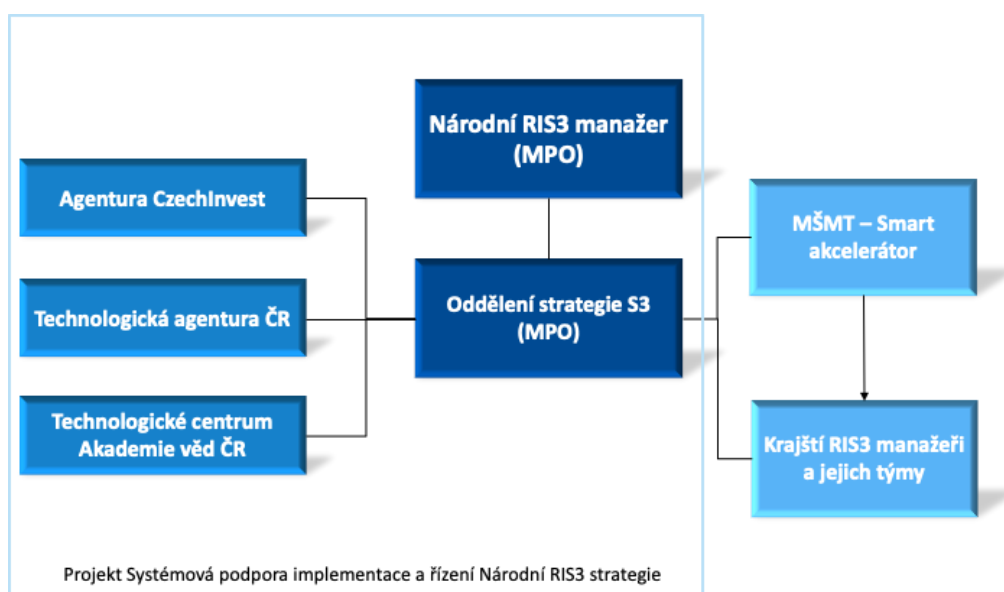 Národní RIS3 manažer
(MPO)
Agentura CzechInvest
MŠMT – Smart
akcelerátor
Oddělení strategie S3
(MPO)
Technologická agentura ČR
Technologické centrum
Akademie věd ČR
Krajští RIS3 manažeři
a jejich týmy
Projekt Systémová podpora implementace a řízení Národní RIS3 strategie